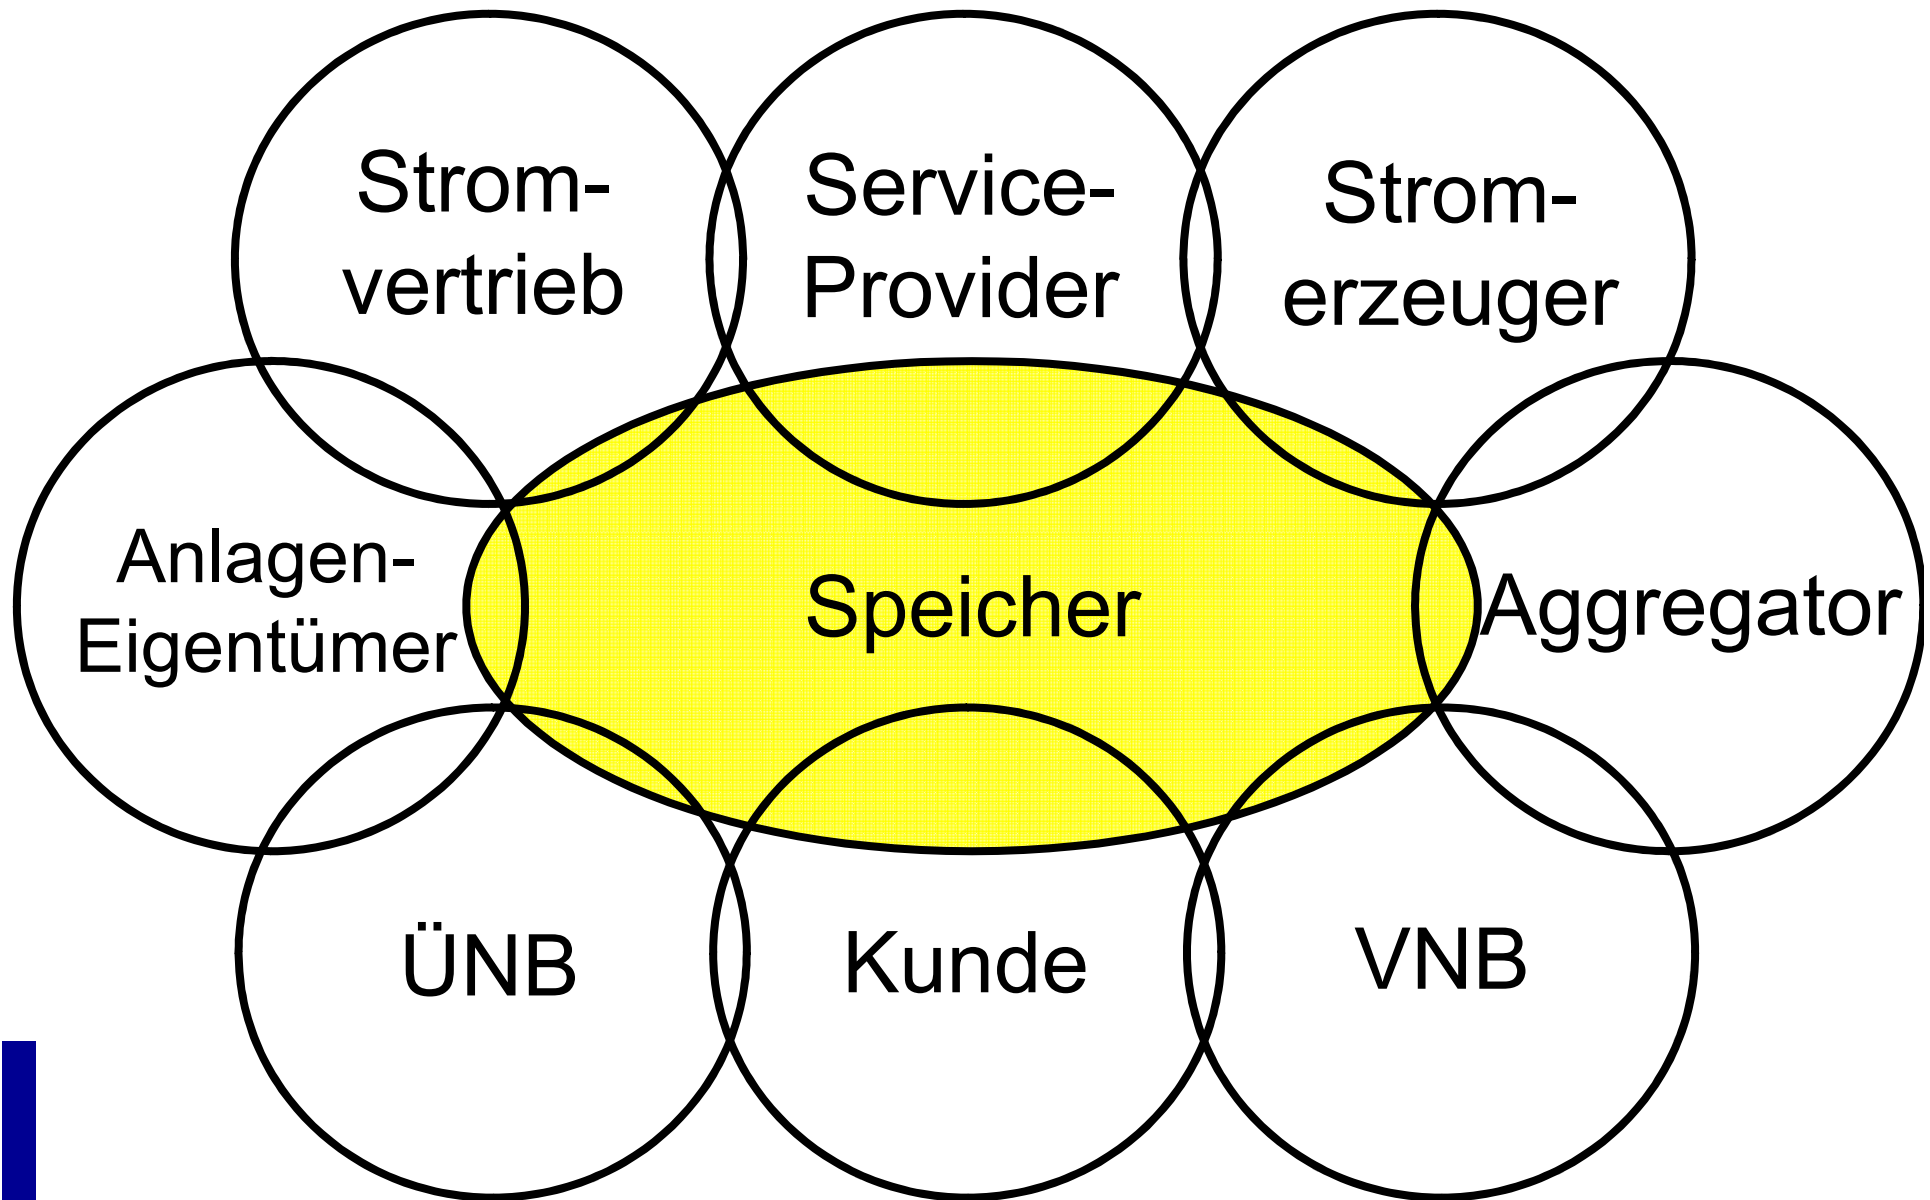 Strom-
vertrieb
Service-
Provider
Strom-
erzeuger
Anlagen-
Eigentümer
Speicher
Aggregator
ÜNB
Kunde
VNB